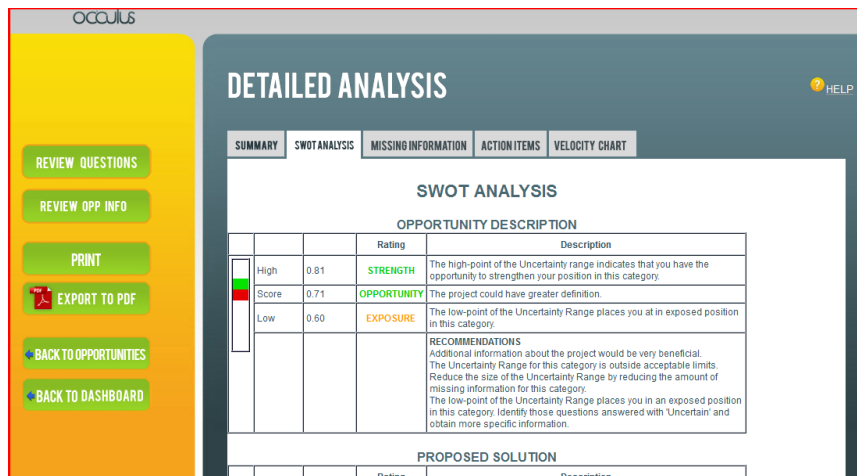 occulus
DETAILED ANALYSIS
? HELP
SUMMARY SWOT ANALYSIS MISSING INFORMATION ACTION ITEMS VELOCITY CHART
REVIEW QUESTIONS
REVIEW OPP INFO
PRINT
PDF EXPORT TO PDF
BACK TO OPPORTUNITIES
BACK TO DASHBOARD
SWOT ANALYSIS
OPPORTUNITY DESCRIPTION
Rating Description
High 0.81 STRENGTH The high-point of the Uncertainty range indicates that you have the
opportunity to strengthen your position in this category.
Score 0.71 OPPORTUNITY The project could have greater definition.
Low 0.60 EXPOSURE The low-point of the Uncertainty Range places you at in exposed position
in this category.
RECOMMENDATIONS
Additional information about the project would be very beneficial.
The Uncertainty Range for this category is outside acceptable limits.
Reduce the size of the Uncertainty Range by reducing the amount of
missing information for this category.
The low-point of the Uncertainty Range places you in an exposed position
in this category. Identify those questions answered with 'Uncertain' and
obtain more specific information.
PROPOSED SOLUTION
Rating Description